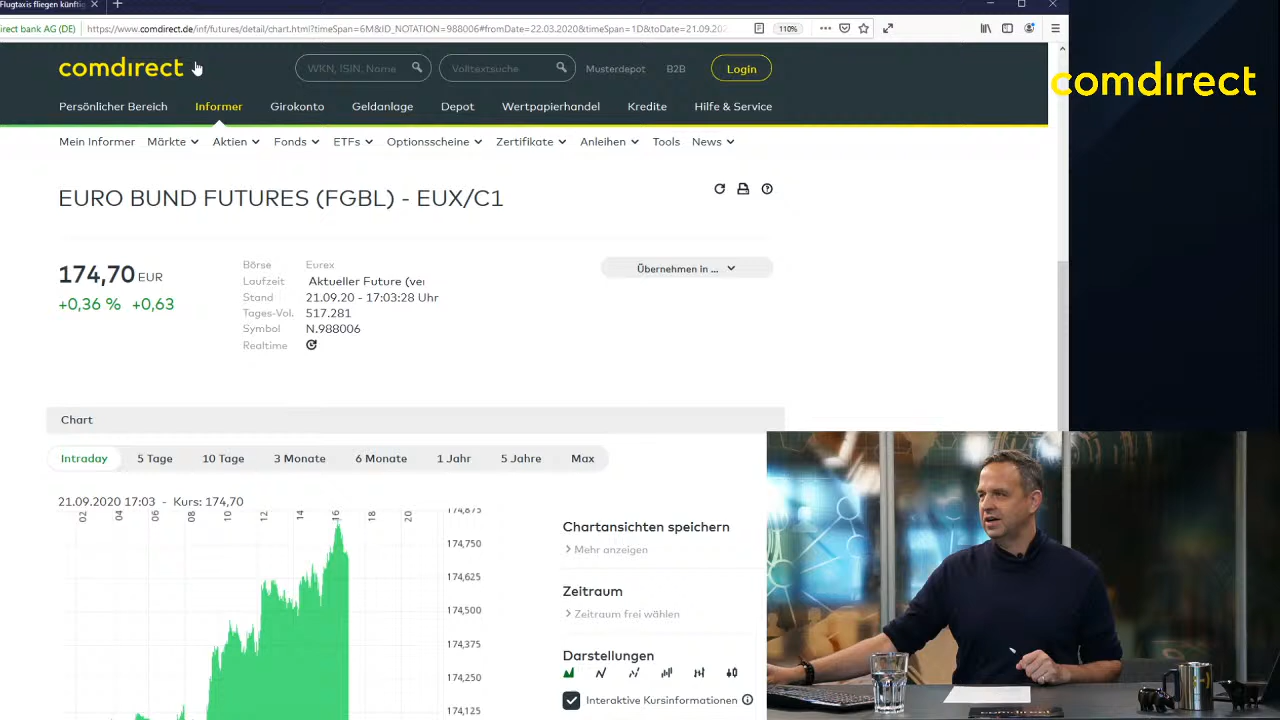 Flugtaxis fliegen künftig
irect bank AG (DE) https://www.comdirect.de/inf/futures/detail/chart.html?timeSpan=6M&ID_NOTATION=988006#fromDate=22.03.2020&timeSpan=1D&toDate=21.09.202 110%
comdirect WKN, ISIN, Name Volltextsuche Musterdepot B2B Login
comdirect
Persönlicher Bereich Informer Girokonto Geldanlage Depot Wertpapierhandel Kredite Hilfe & Service
Mein Informer Märkte Aktien Fonds ETFs Optionsscheine Zertifikate Anleihen Tools News
EURO BUND FUTURES (FGBL) - EUX/C1
174,70 EUR
+0,36 % +0,63
Börse Eurex
Laufzeit Aktueller Future (ver
Stand 21.09.20 - 17:03:28 Uhr
Tages-Vol. 517.281
Symbol N.988006
Realtime
Übernehmen in ...
Chart
Intraday 5 Tage 10 Tage 3 Monate 6 Monate 1 Jahr 5 Jahre Max
21.09.2020 17:03 - Kurs: 174,70
02 04 06 08 10 12 14 16 18 20
174,875
174,750
174,625
174,500
174,375
174,250
174,125
Chartansichten speichern
Mehr anzeigen
Zeitraum
Zeitraum frei wählen
Darstellungen
Interaktive Kursinformationen
comdirect